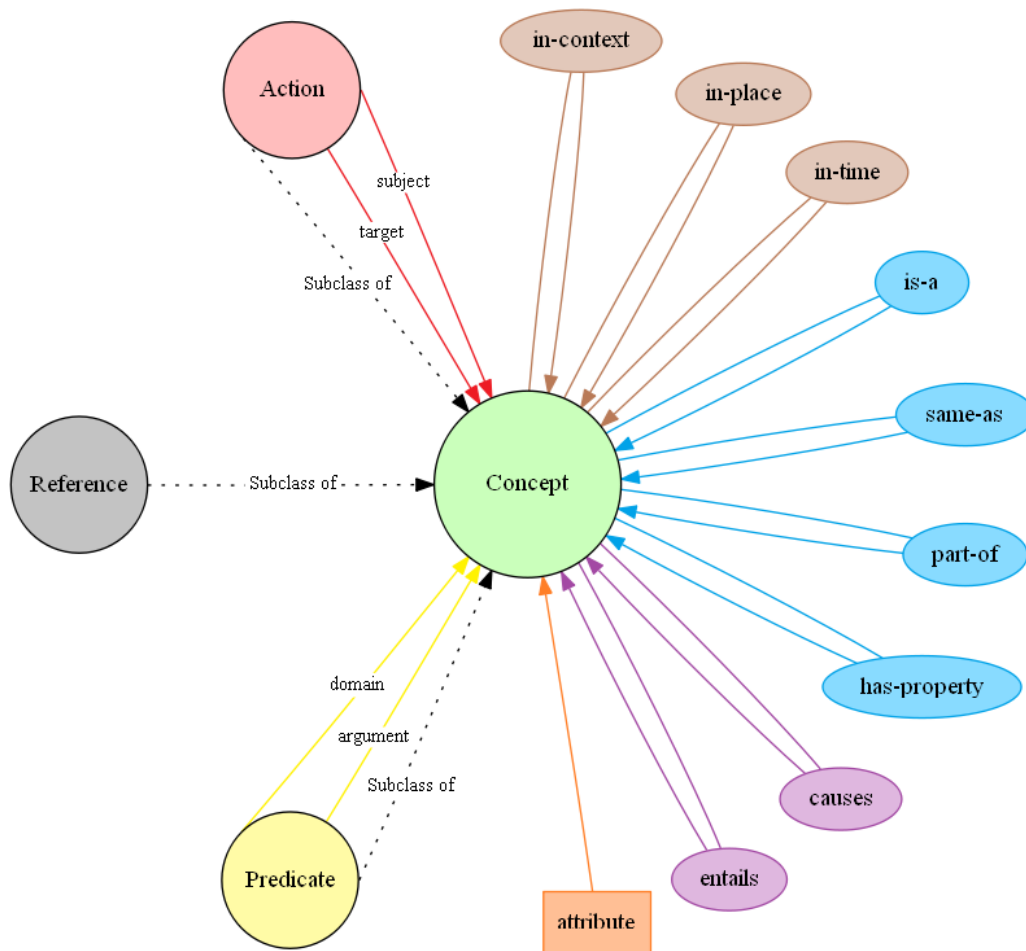 in-context
Action
in-place
in-time
subject
target
Subclass of
is-a
same-as
Reference
Subclass of
Concept
part-of
has-property
domain
argument
Subclass of
causes
Predicate
entails
attribute